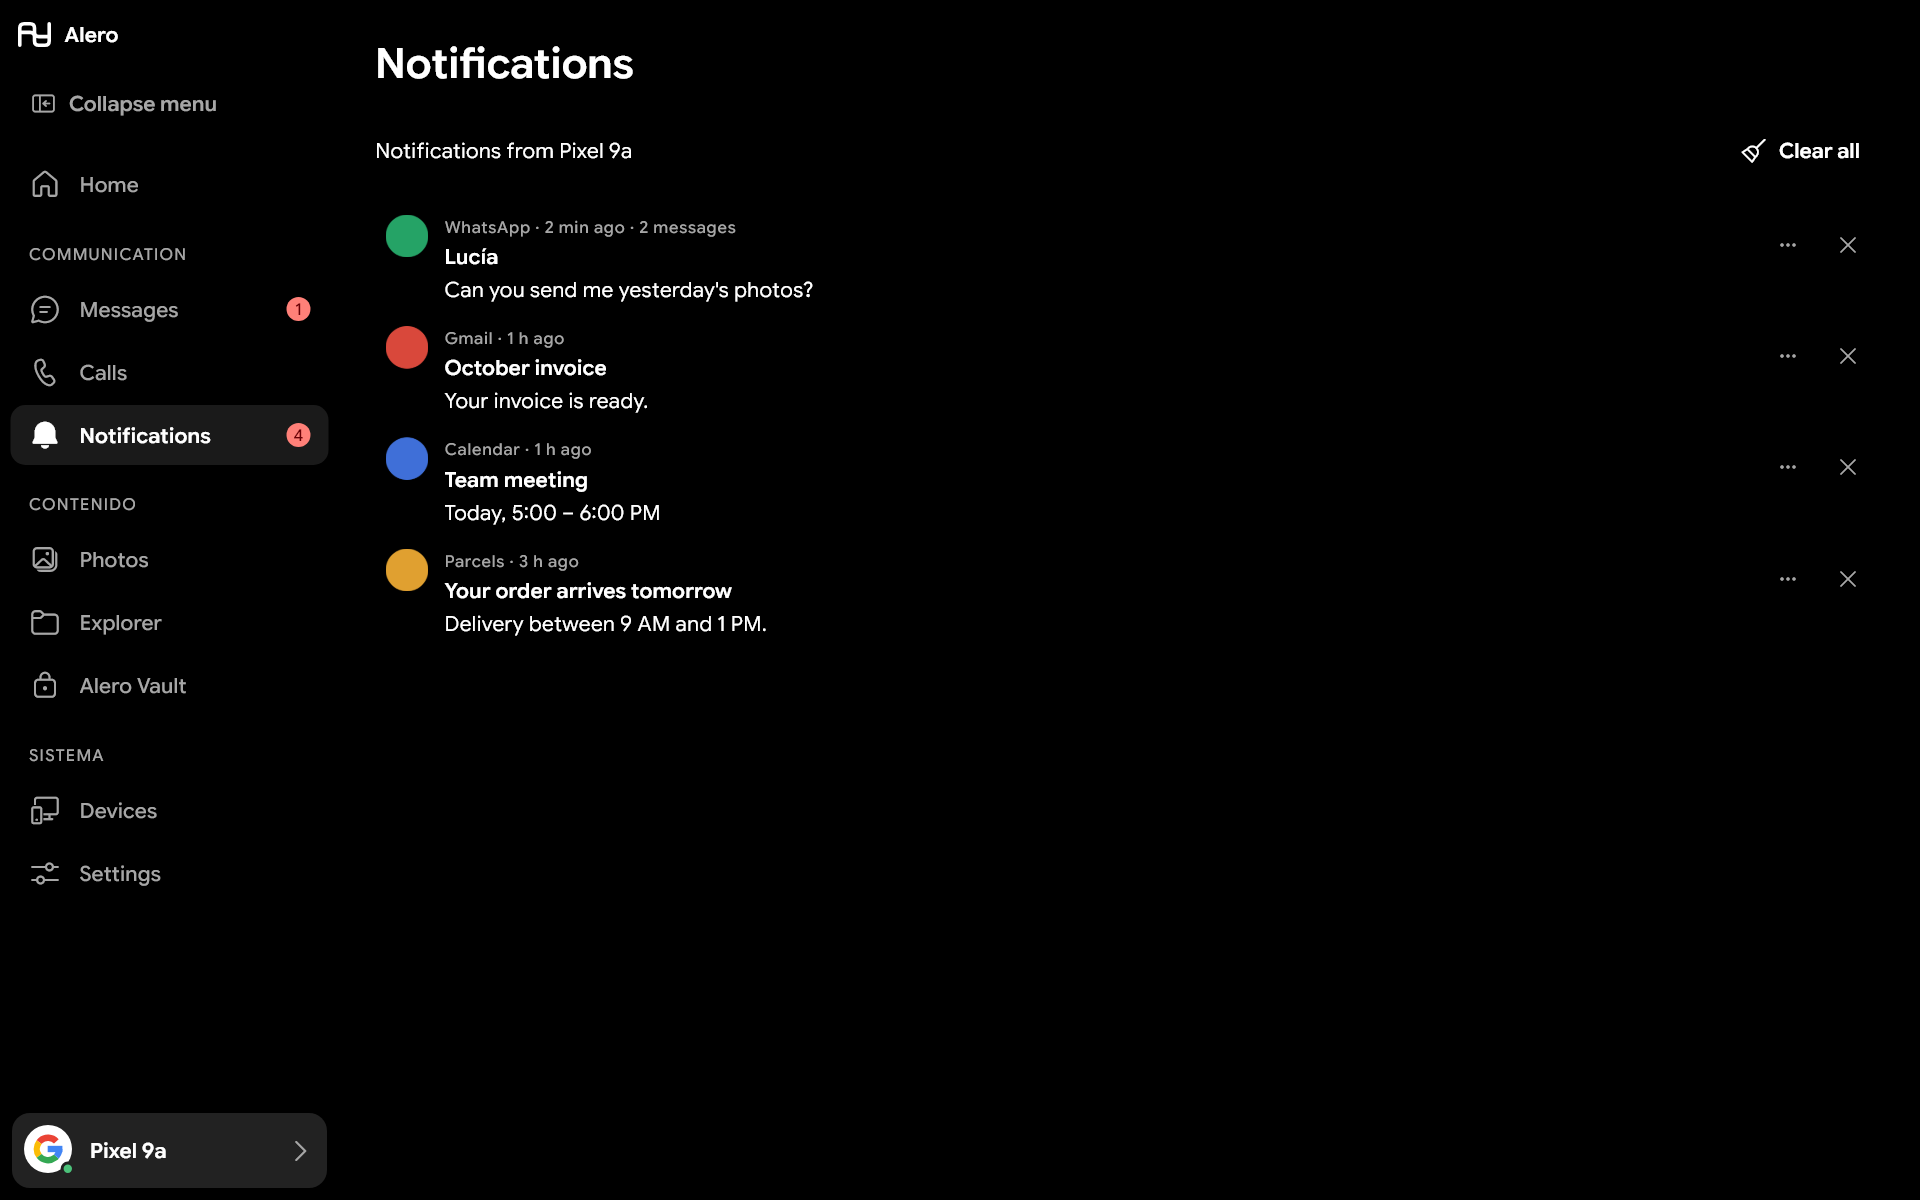 Alero
Collapse menu
Home
COMMUNICATION
Messages 1
Calls
Notifications 4
CONTENIDO
Photos
Explorer
Alero Vault
SISTEMA
Devices
Settings
Pixel 9a
Notifications
Notifications from Pixel 9a
Clear all
WhatsApp · 2 min ago · 2 messages
Lucía
Can you send me yesterday's photos?
Gmail · 1 h ago
October invoice
Your invoice is ready.
Calendar · 1 h ago
Team meeting
Today, 5:00 – 6:00 PM
Parcels · 3 h ago
Your order arrives tomorrow
Delivery between 9 AM and 1 PM.